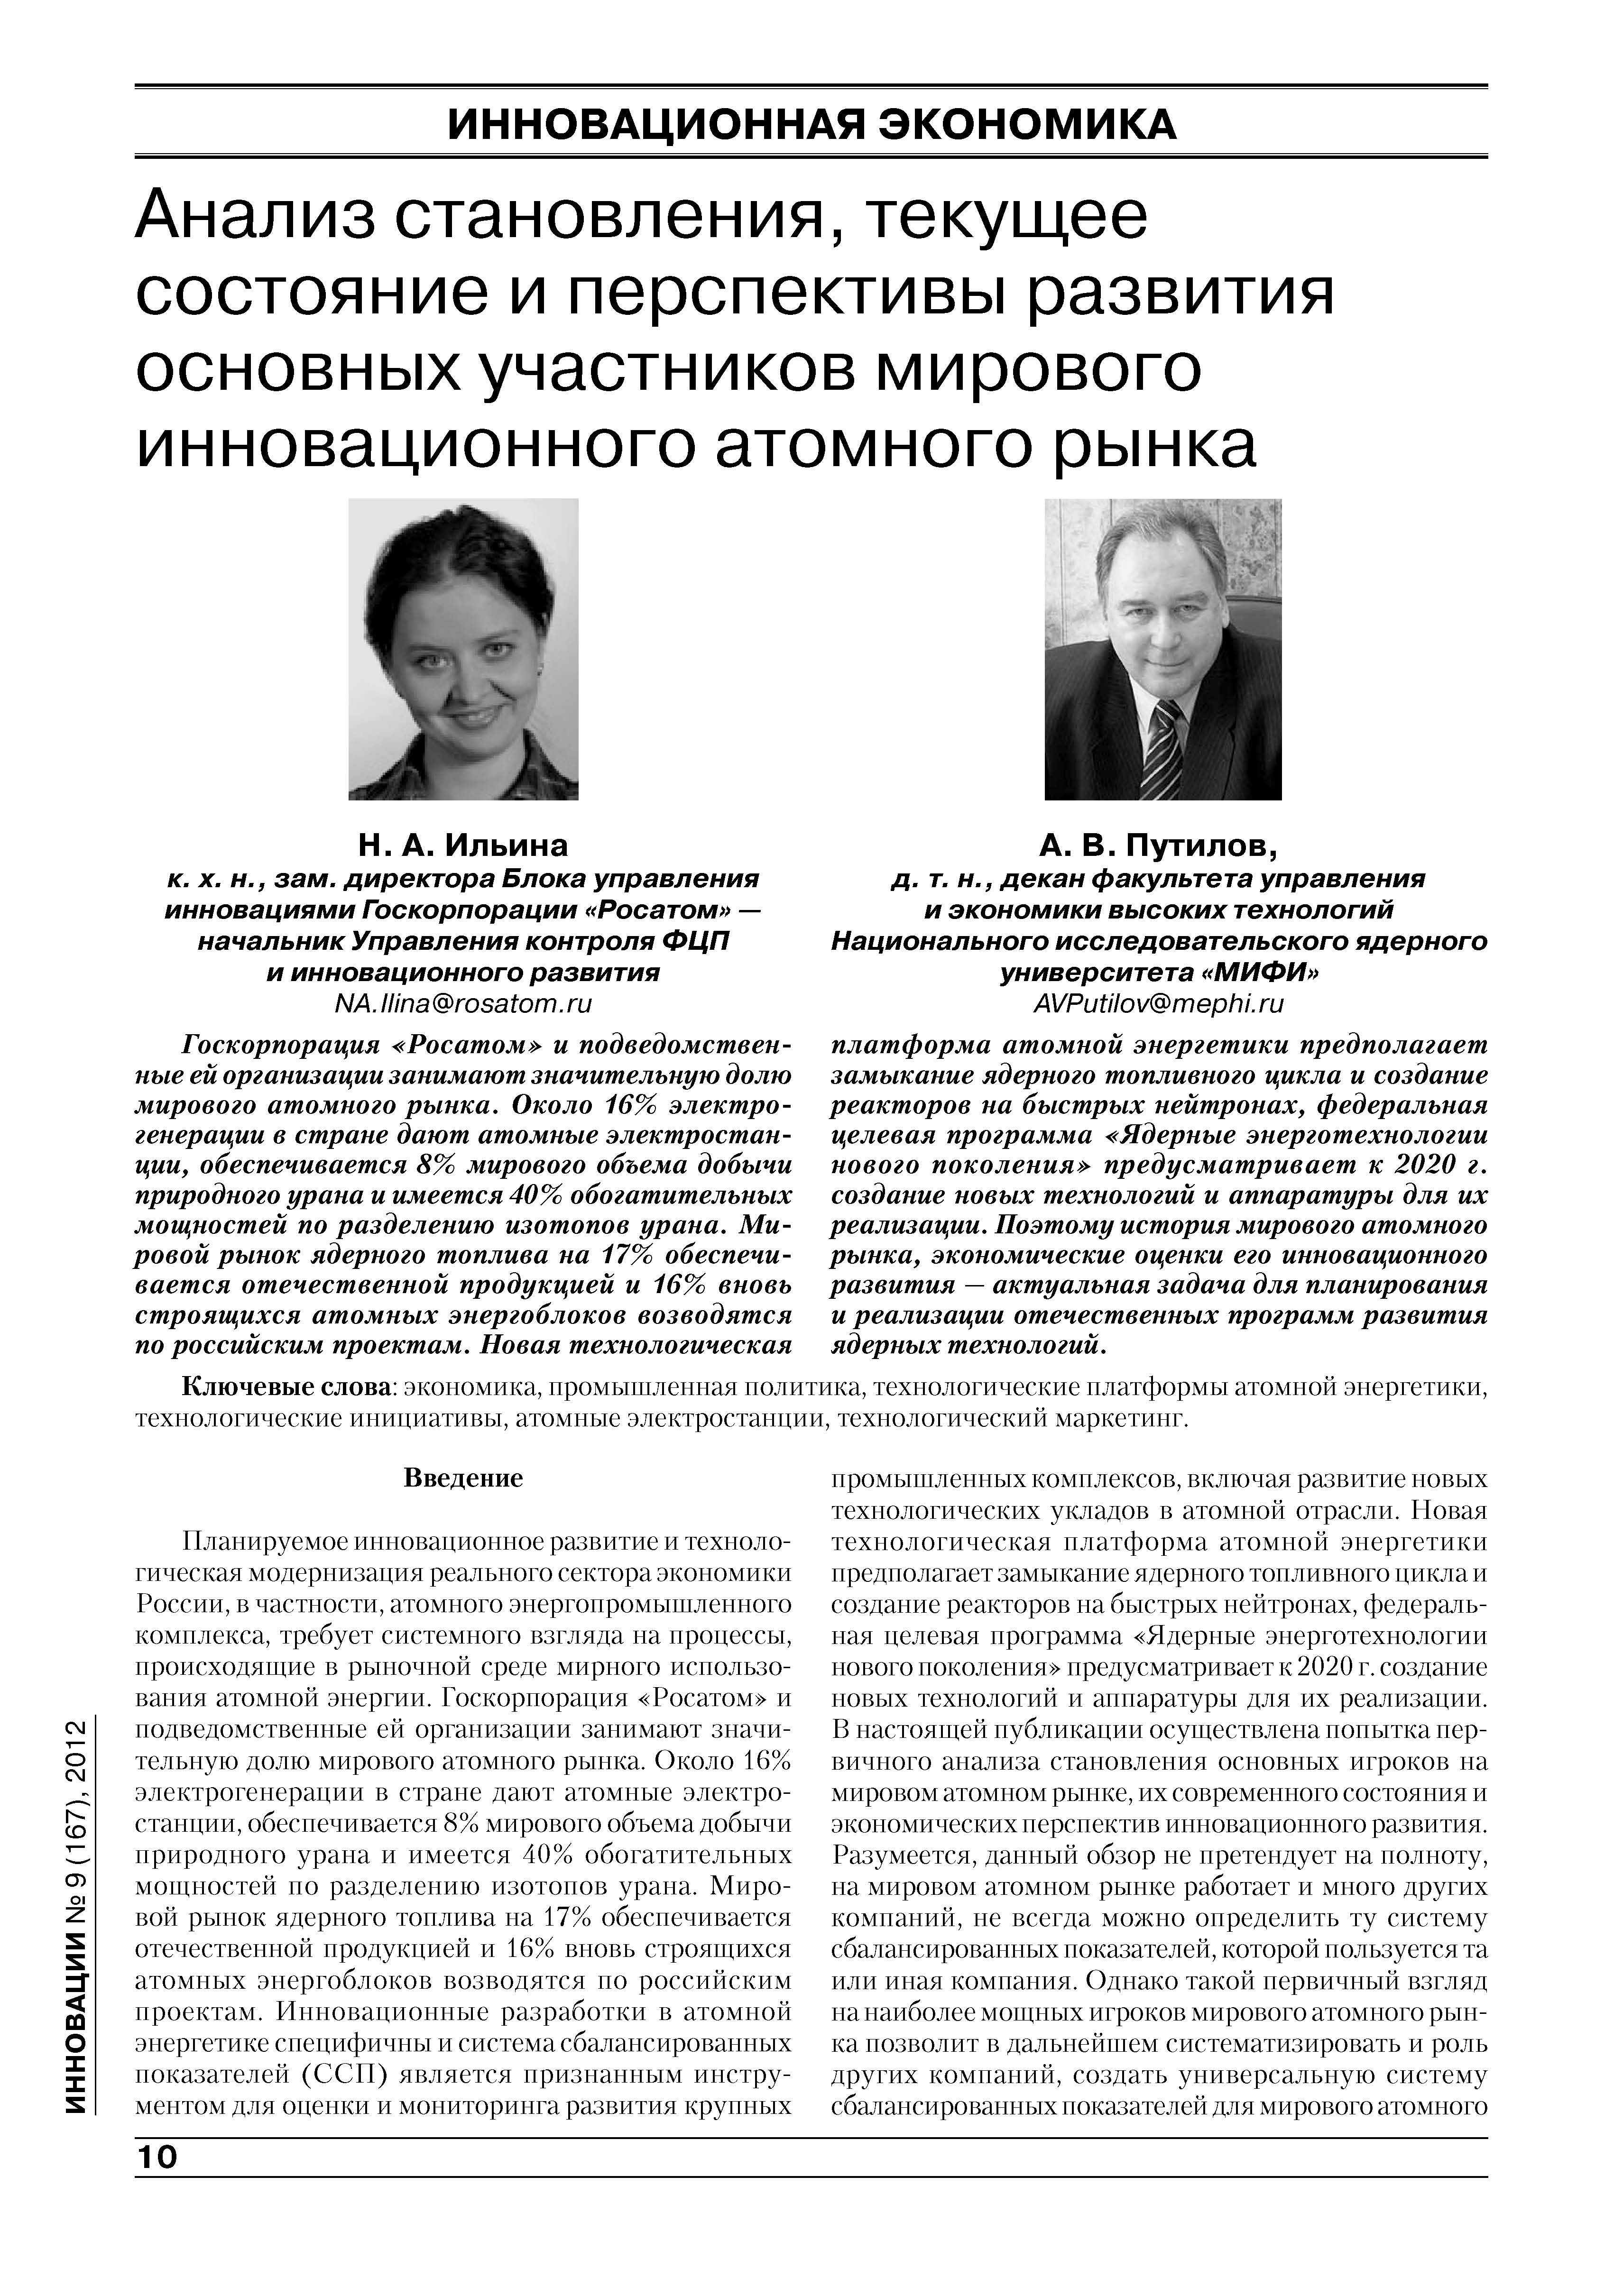 ИННОВАЦИОННАЯ ЭКОНОМИКА
Анализ становления, текущее
состояние и перспективы развития
основных участников мирового
инновационного атомного рынка
Н. А. Ильина
к. х. н., зам. директора Блока управления
инновациями Госкорпорации «Росатом» —
начальник Управления контроля ФЦП
и инновационного развития
NA.Ilina@rosatom.ru
А. В. Путилов,
д. т. н., декан факультета управления
и экономики высоких технологий
Национального исследовательского ядерного
университета «МИФИ»
AVPutilov@mephi.ru
Госкорпорация «Росатом» и подведомствен-
ные ей организации занимают значительную долю
мирового атомного рынка. Около 16% электро-
генерации в стране дают атомные электростан-
ции, обеспечивается 8% мирового объема добычи
природного урана и имеется 40% обогатительных
мощностей по разделению изотопов урана. Ми-
ровой рынок ядерного топлива на 17% обеспечи-
вается отечественной продукцией и 16% вновь
строящихся атомных энергоблоков возводятся
по российским проектам. Новая технологическая
платформа атомной энергетики предполагает
замыкание ядерного топливного цикла и создание
реакторов на быстрых нейтронах, федеральная
целевая программа «Ядерные энерготехнологии
нового поколения» предусматривает к 2020 г.
создание новых технологий и аппаратуры для их
реализации. Поэтому история мирового атомного
рынка, экономические оценки его инновационного
развития — актуальная задача для планирования
и реализации отечественных программ развития
ядерных технологий.
Ключевые слова: экономика, промышленная политика, технологические платформы атомной энергетики,
технологические инициативы, атомные электростанции, технологический маркетинг.
Введение
Планируемое инновационное развитие и техноло-
гическая модернизация реального сектора экономики
России, в частности, атомного энергопромышленного
комплекса, требует системного взгляда на процессы,
происходящие в рыночной среде мирного использо-
вания атомной энергии. Госкорпорация «Росатом» и
подведомственные ей организации занимают значи-
тельную долю мирового атомного рынка. Около 16%
электрогенерации в стране дают атомные электро-
станции, обеспечивается 8% мирового объема добычи
природного урана и имеется 40% обогатительных
мощностей по разделению изотопов урана. Миро-
вой рынок ядерного топлива на 17% обеспечивается
отечественной продукцией и 16% вновь строящихся
атомных энергоблоков возводятся по российским
проектам. Инновационные разработки в атомной
энергетике специфичны и система сбалансированных
показателей (ССП) является признанным инстру-
ментом для оценки и мониторинга развития крупных
промышленных комплексов, включая развитие новых
технологических укладов в атомной отрасли. Новая
технологическая платформа атомной энергетики
предполагает замыкание ядерного топливного цикла и
создание реакторов на быстрых нейтронах, федераль-
ная целевая программа «Ядерные энерготехнологии
нового поколения» предусматривает к 2020 г. создание
новых технологий и аппаратуры для их реализации.
В настоящей публикации осуществлена попытка пер-
вичного анализа становления основных игроков на
мировом атомном рынке, их современного состояния и
экономических перспектив инновационного развития.
Разумеется, данный обзор не претендует на полноту,
на мировом атомном рынке работает и много других
компаний, не всегда можно определить ту систему
сбалансированных показателей, которой пользуется та
или иная компания. Однако такой первичный взгляд
на наиболее мощных игроков мирового атомного рын-
ка позволит в дальнейшем систематизировать и роль
других компаний, создать универсальную систему
сбалансированных показателей для мирового атомного
ИННОВАЦИИ № 9 (167), 2012
10